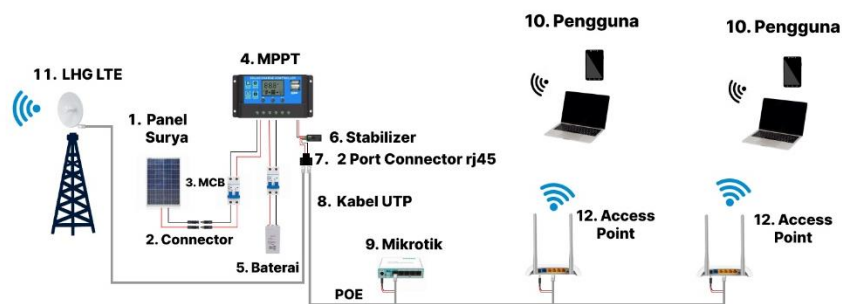 10. Pengguna
10. Pengguna
4. MPPT
11. LHG LTE
1. Panel
Surya
6. Stabilizer
7. 2 Port Connector rj45
3. MCB
8. Kabel UTP
2. Connector
12. Access
Point
12. Access
Point
9. Mikrotik
5. Baterai
POE